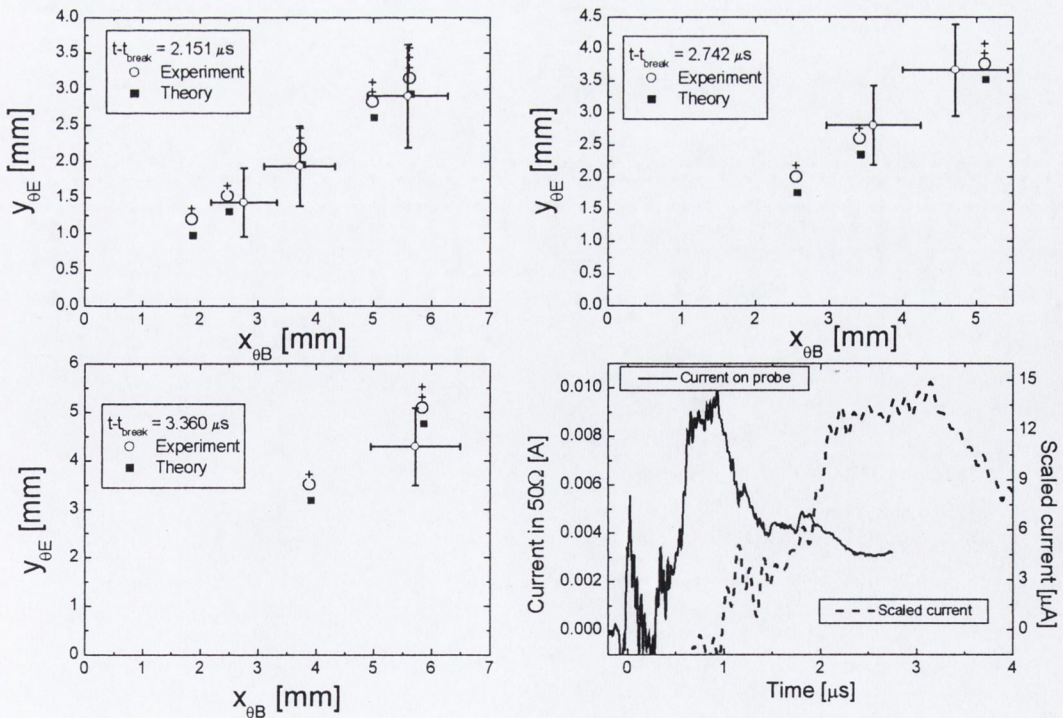 4.0
3.5
3.0
2.5
2.0
1.5
1.0
0.5
0.0
y_θE [mm]
t-t_break = 2.151 μs
Experiment
Theory
0 1 2 3 4 5 6 7
x_θB [mm]
4.5
4.0
3.5
3.0
2.5
2.0
1.5
1.0
0.5
0.0
y_θE [mm]
t-t_break = 2.742 μs
Experiment
Theory
0 1 2 3 4 5
x_θB [mm]
6
5
4
3
2
1
0
y_θE [mm]
t-t_break = 3.360 μs
Experiment
Theory
0 1 2 3 4 5 6 7
x_θB [mm]
0.010
0.008
0.006
0.004
0.002
0.000
Current in 50Ω [A]
Current on probe
Scaled current
15
12
9
6
3
0
Scaled current [μA]
0 1 2 3 4
Time [μs]